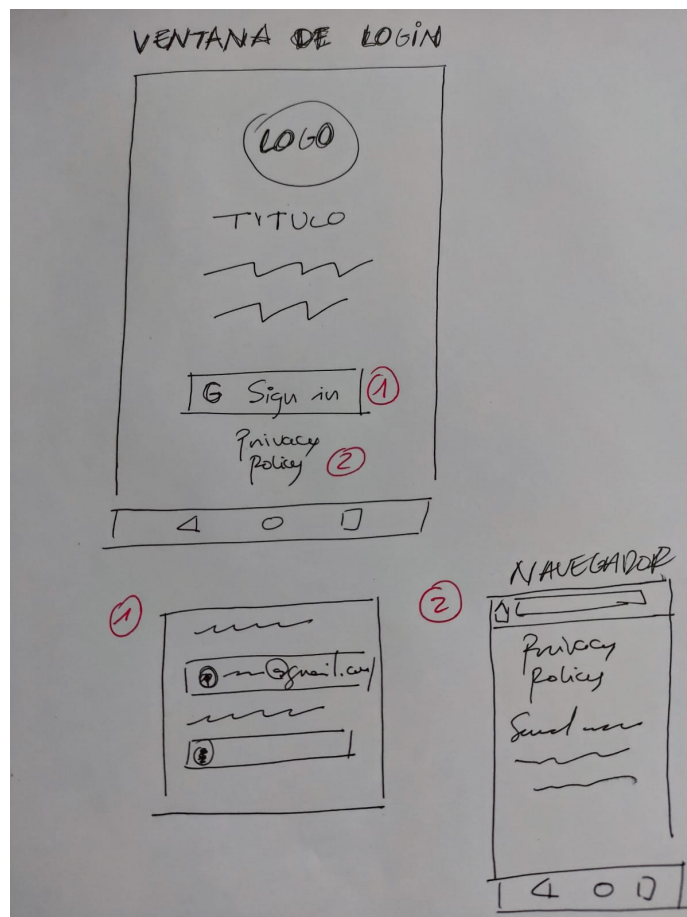 VENTANA DE LOGIN
LOGO
TITULO
G Sign in 1
Privacy
Policy 2
1
@gmail.com
NAVEGADOR
2
Privacy
Policy